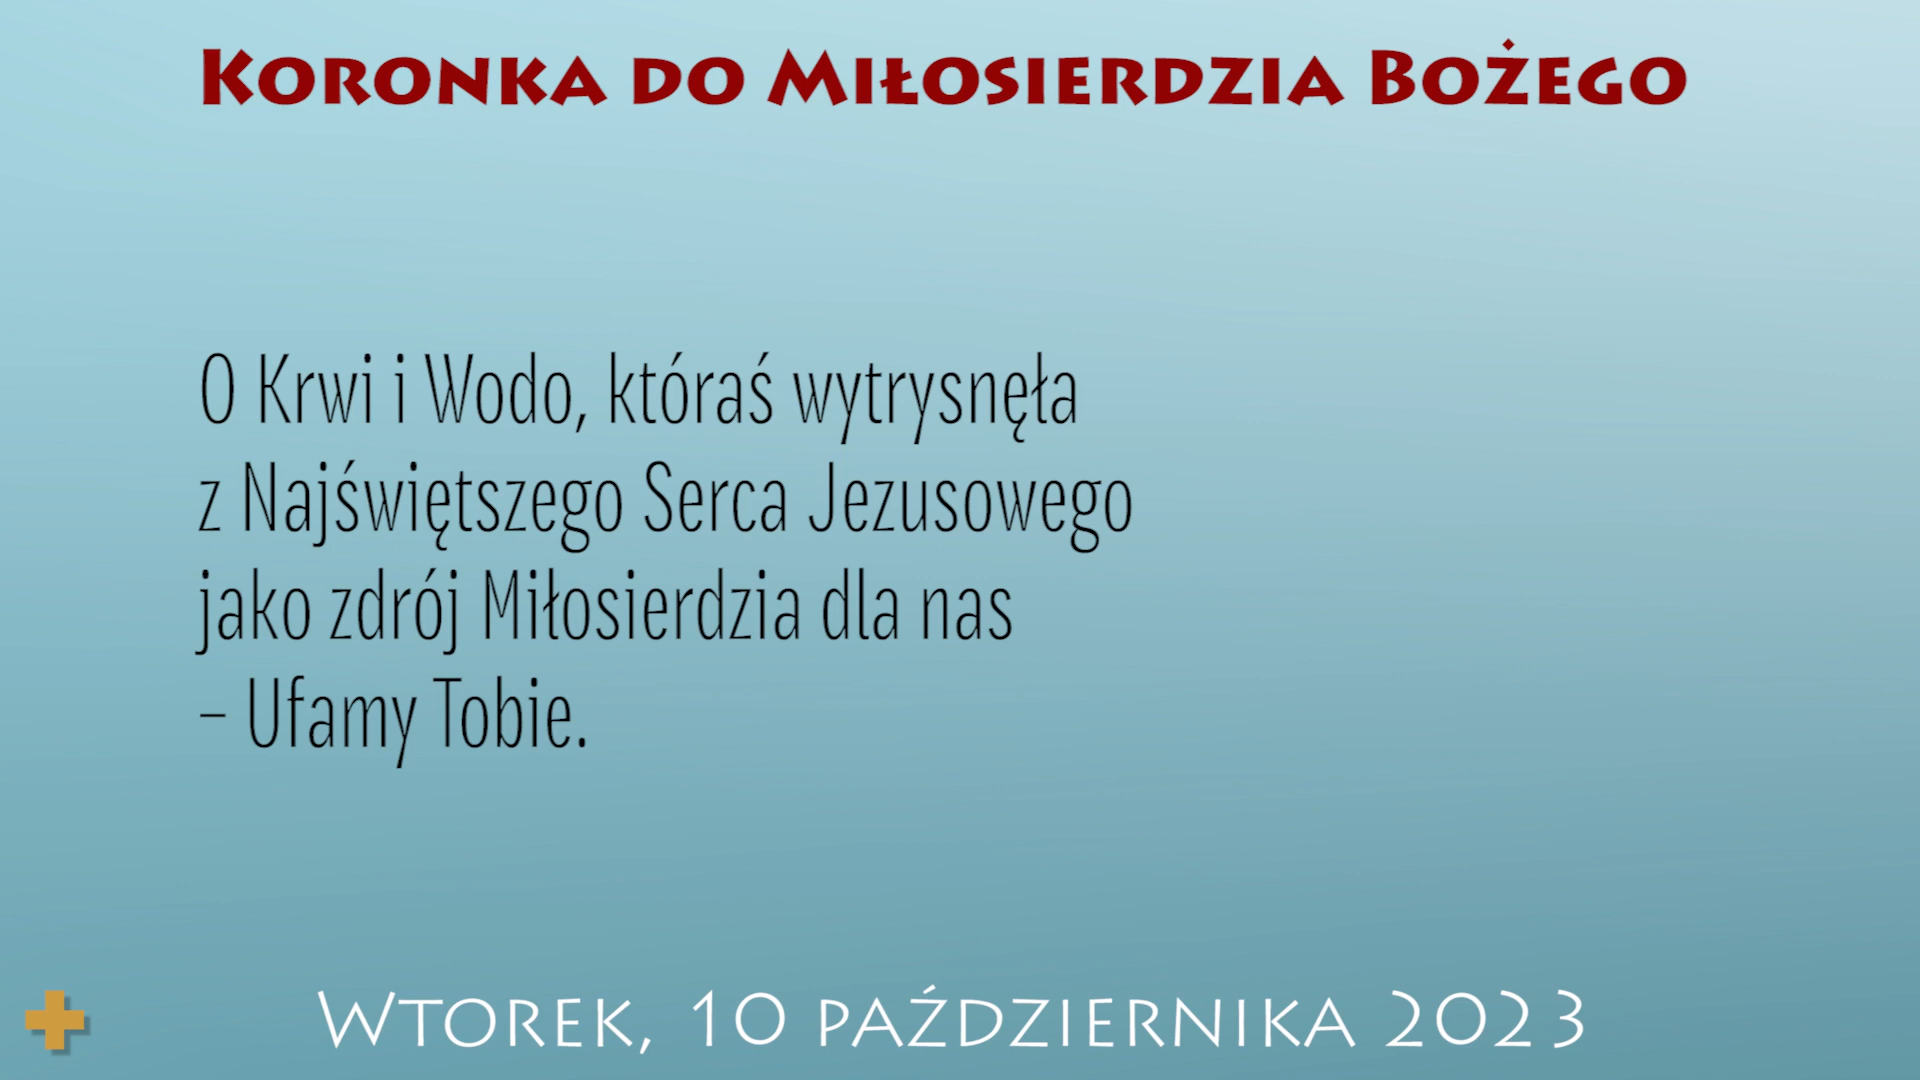 Koronka do Miłosierdzia Bożego
O Krwi i Wodo, któraś wytrysnęła
z Najświętszego Serca Jezusowego
jako zdrój Miłosierdzia dla nas
– Ufamy Tobie.
Wtorek, 10 października 2023